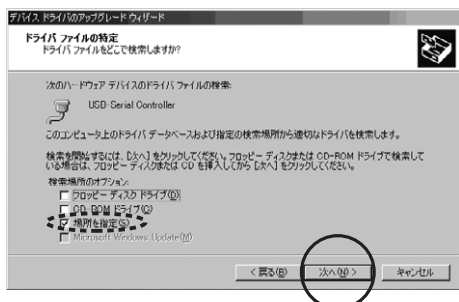 デバイス ドライバのアップグレード ウィザード
ドライバ ファイルの特定
ドライバ ファイルをどこで検索しますか?
次のハードウェア デバイスのドライバ ファイルの検索:
USB-Serial Controller
このコンピュータ上のドライバ データベースおよび指定の検索場所から適切なドライバを検索します。
検索を開始するには、[次へ] をクリックしてください。フロッピー ディスクまたは CD-ROM ドライブで検索して
いる場合は、フロッピー ディスクまたは CD を挿入してから [次へ] をクリックしてください。
検索場所のオプション:
フロッピー ディスク ドライブ(D)
CD-ROM ドライブ(C)
場所を指定(S)
Microsoft Windows Update(M)
< 戻る(B)
次へ(N) >
キャンセル